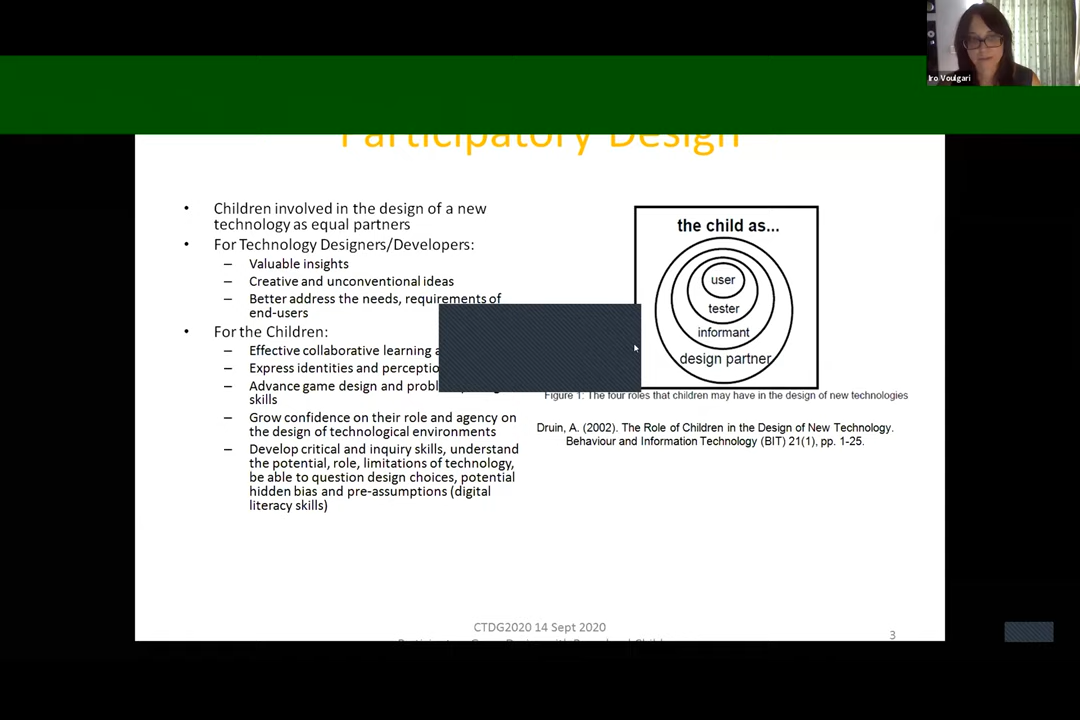 Iro Voulgari
Participatory Design
• Children involved in the design of a new
technology as equal partners
• For Technology Designers/Developers:
– Valuable insights
– Creative and unconventional ideas
– Better address the needs, requirements of
end-users
• For the Children:
– Effective collaborative learning
– Express identities and
– Advance game design and
skills
– Grow confidence on their role and agency on
the design of technological environments
– Develop critical and inquiry skills, understand
the potential, role, limitations of technology,
be able to question design choices, potential
hidden bias and pre-assumptions (digital
literacy skills)
the child as...
user
tester
informant
design partner
Figure 1: The four roles that children may have in the design of new technologies
Druin, A. (2002). The Role of Children in the Design of New Technology.
Behaviour and Information Technology (BIT) 21(1), pp. 1-25.
CTDG2020 14 Sept 2020
3